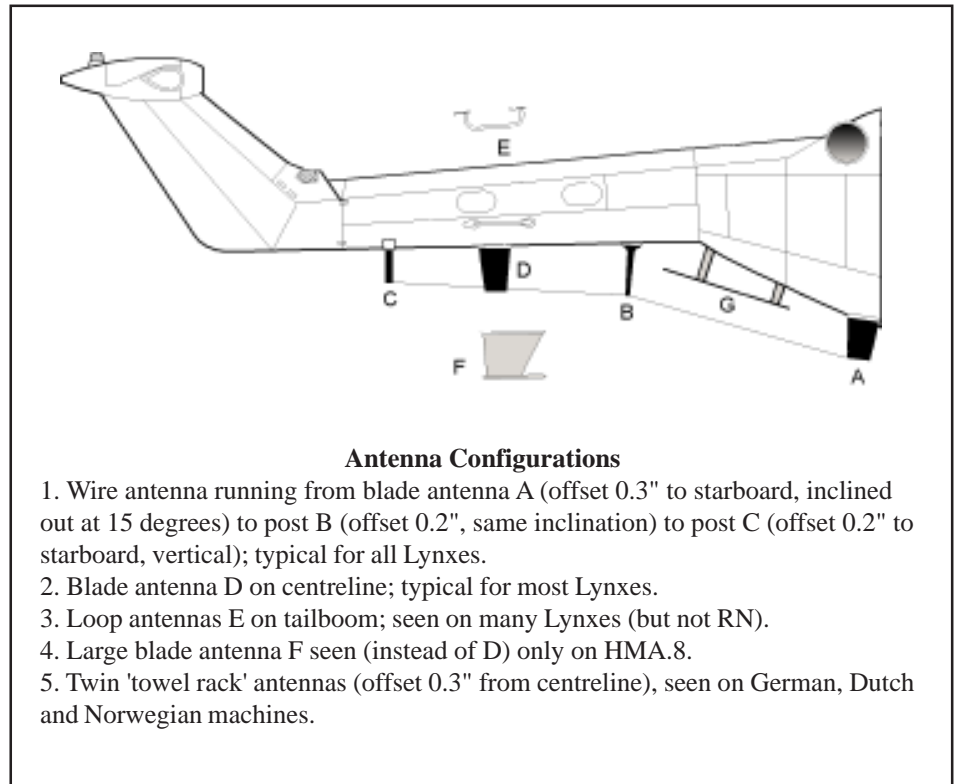 E
D
C
B
G
F
A
Antenna Configurations
1. Wire antenna running from blade antenna A (offset 0.3" to starboard, inclined
out at 15 degrees) to post B (offset 0.2", same inclination) to post C (offset 0.2" to
starboard, vertical); typical for all Lynxes.
2. Blade antenna D on centreline; typical for most Lynxes.
3. Loop antennas E on tailboom; seen on many Lynxes (but not RN).
4. Large blade antenna F seen (instead of D) only on HMA.8.
5. Twin 'towel rack' antennas (offset 0.3" from centreline), seen on German, Dutch
and Norwegian machines.